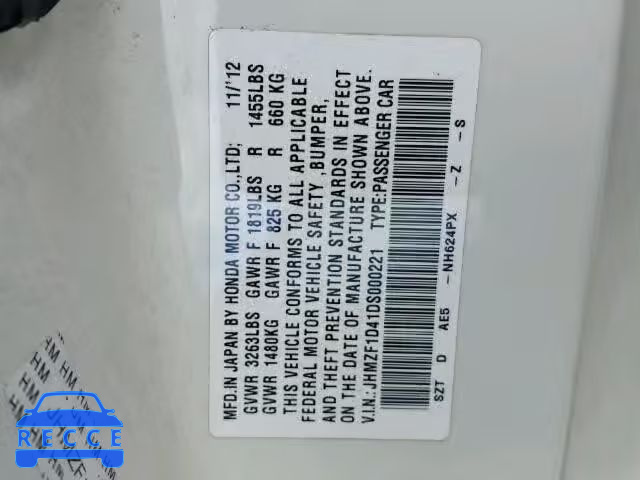 MFD.IN JAPAN BY HONDA MOTOR CO.,LTD; 11/'12
GVWR 3263LBS GAWR F 1819LBS R 1455LBS
GVWR 1480KG GAWR F 825 KG R 660 KG
THIS VEHICLE CONFORMS TO ALL APPLICABLE
FEDERAL MOTOR VEHICLE SAFETY ,BUMPER,
AND THEFT PREVENTION STANDARDS IN EFFECT
ON THE DATE OF MANUFACTURE SHOWN ABOVE.
V.I.N.: JHMZF1D41DS000221 TYPE:PASSENGER CAR
SZT D AE5 -NH624PX -Z -S